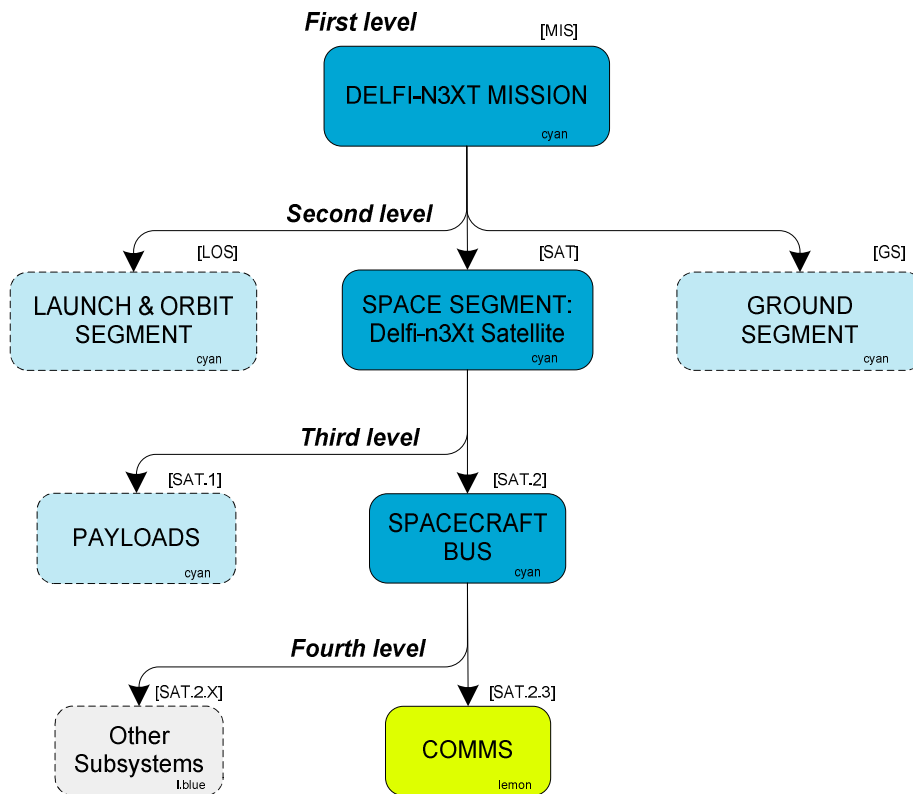 First level
[MIS]
DELFI-N3XT MISSION
cyan
Second level
[LOS]
[SAT]
[GS]
LAUNCH & ORBIT
SEGMENT
cyan
SPACE SEGMENT:
Delfi-n3Xt Satellite
cyan
GROUND
SEGMENT
cyan
Third level
[SAT.1]
[SAT.2]
PAYLOADS
cyan
SPACECRAFT
BUS
cyan
Fourth level
[SAT.2.X]
[SAT.2.3]
Other
Subsystems
l.blue
COMMS
lemon